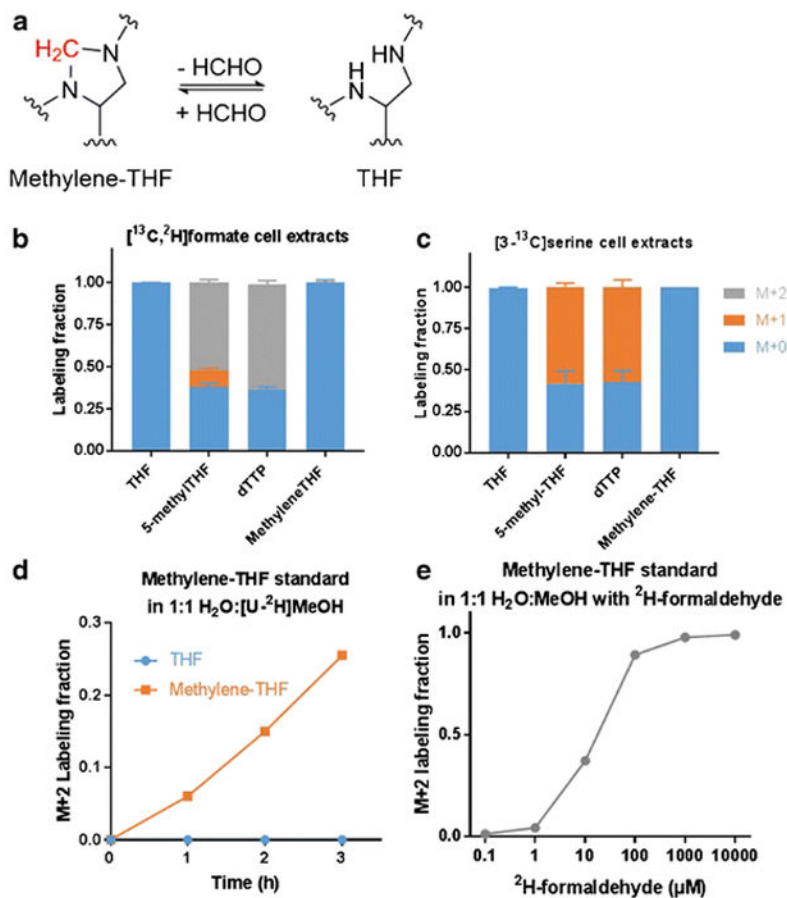 a
H₂C
N
N
- HCHO
+ HCHO
HN
H
N
Methylene-THF
THF
b
[¹³C,²H]formate cell extracts
Labeling fraction
1.00
0.75
0.50
0.25
0.00
THF
5-methylTHF
dTTP
MethyleneTHF
c
[3-¹³C]serine cell extracts
Labeling fraction
1.00
0.75
0.50
0.25
0.00
THF
5-methyl-THF
dTTP
Methylene-THF
M+2
M+1
M+0
d
Methylene-THF standard
in 1:1 H₂O:[U-²H]MeOH
M+2 Labeling fraction
0.3
0.2
0.1
0.0
THF
Methylene-THF
0 1 2 3
Time (h)
e
Methylene-THF standard
in 1:1 H₂O:MeOH with ²H-formaldehyde
M+2 labeling fraction
1.0
0.5
0.0
0.1 1 10 100 1000 10000
²H-formaldehyde (μM)